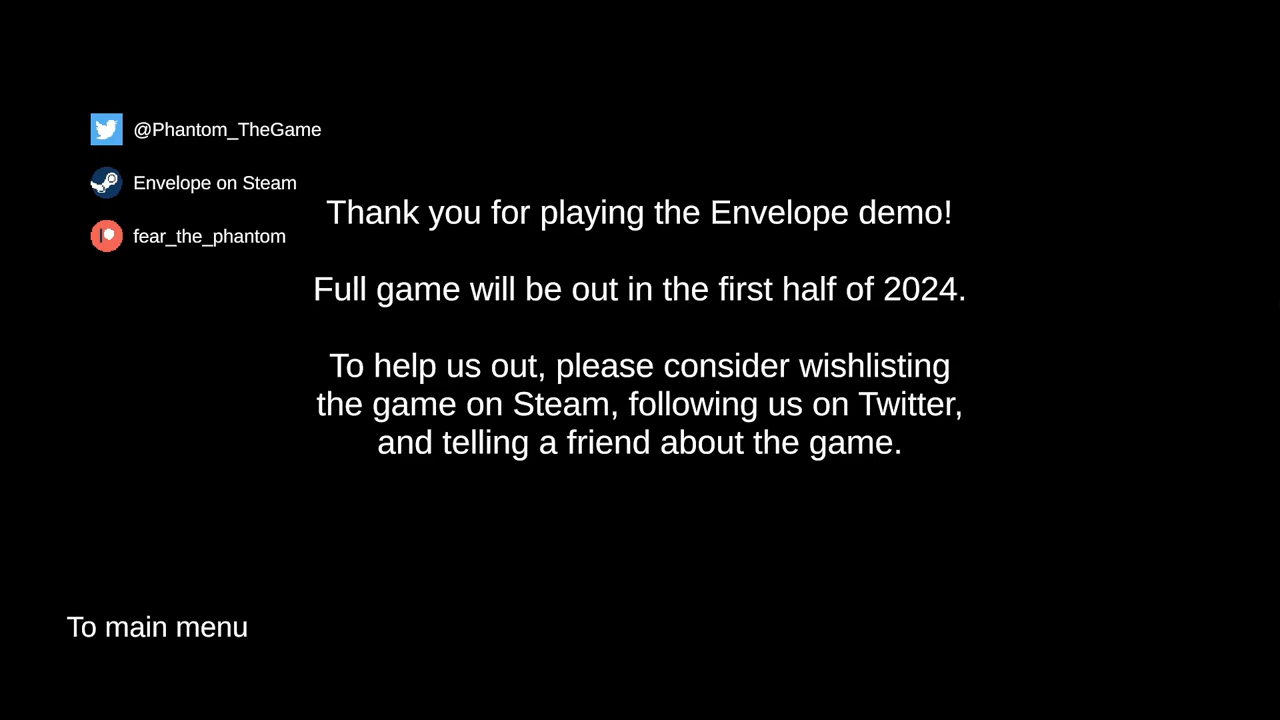 @Phantom_TheGame
Envelope on Steam
fear_the_phantom
Thank you for playing the Envelope demo!
Full game will be out in the first half of 2024.
To help us out, please consider wishlisting
the game on Steam, following us on Twitter,
and telling a friend about the game.
To main menu